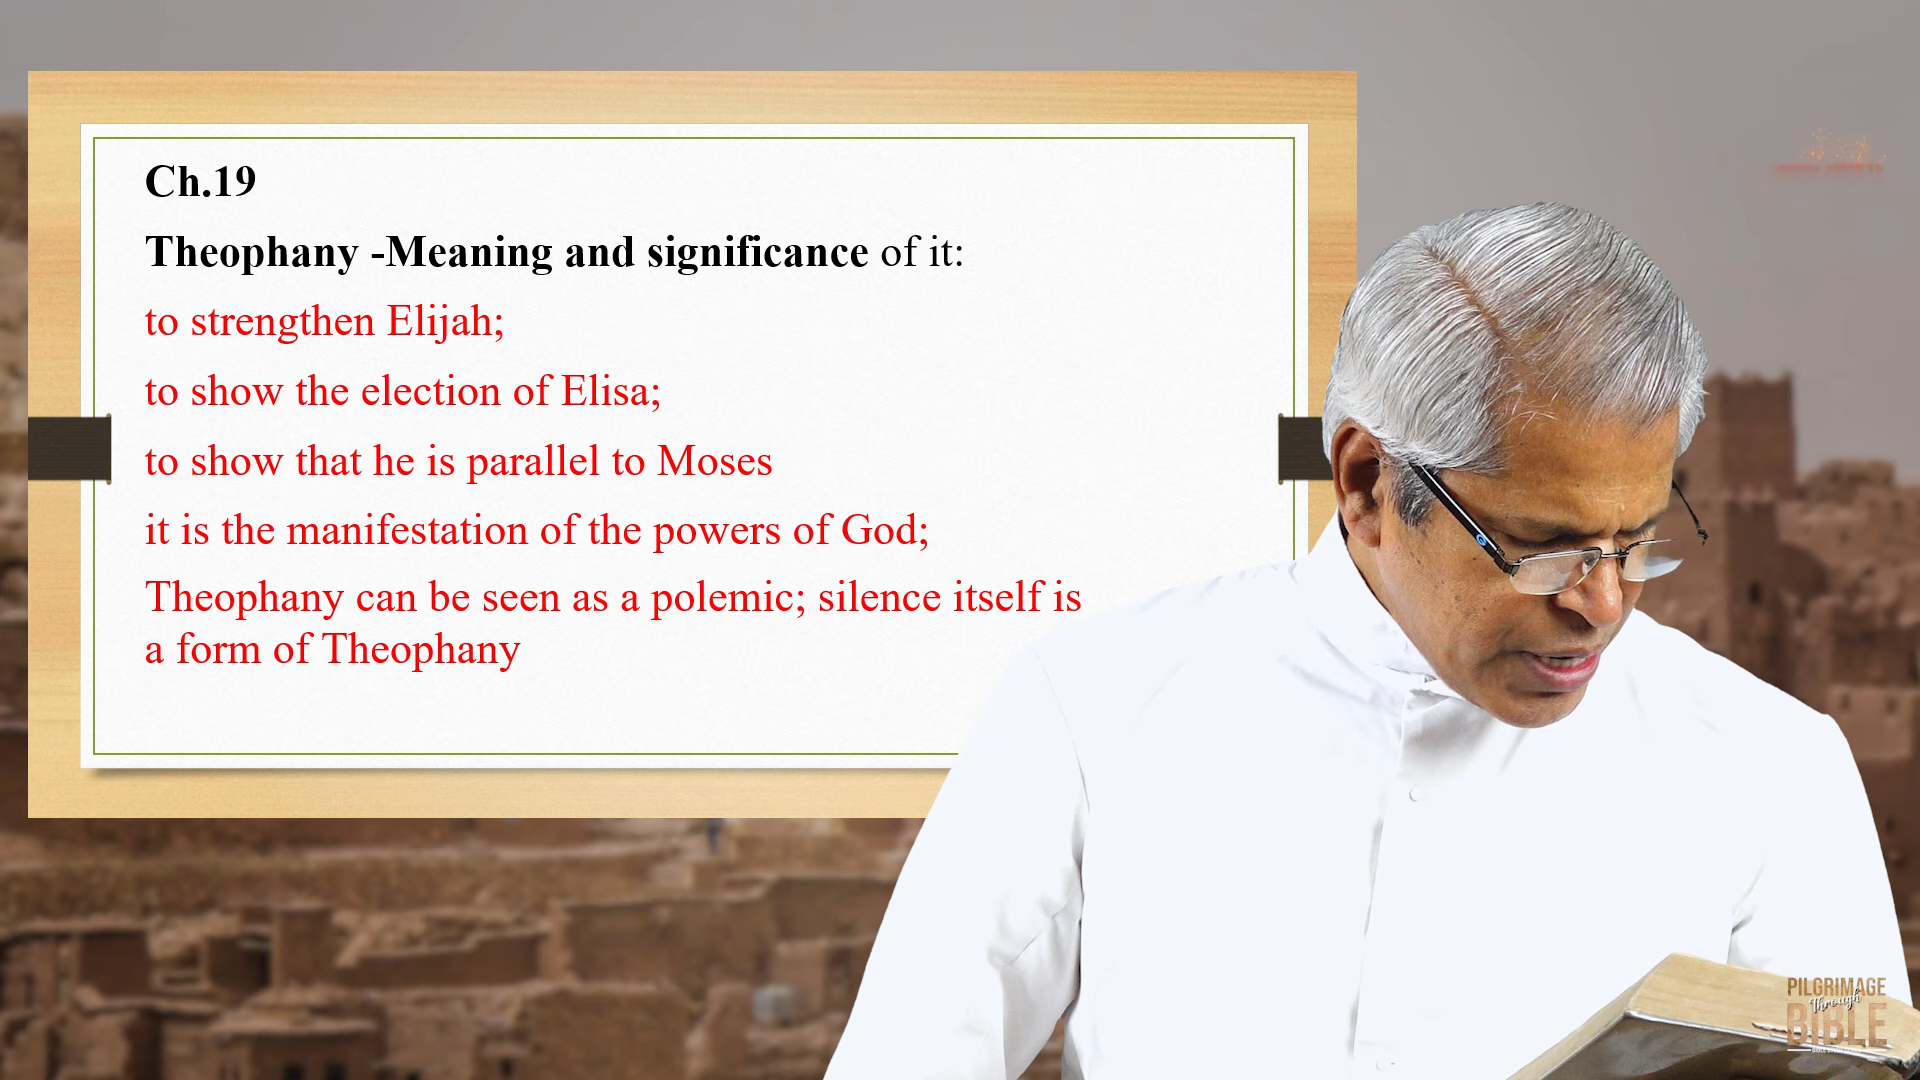 Ch.19
Theophany -Meaning and significance of it:
to strengthen Elijah;
to show the election of Elisa;
to show that he is parallel to Moses
it is the manifestation of the powers of God;
Theophany can be seen as a polemic; silence itself is
a form of Theophany
PILGRIMAGE
Through
BIBLE